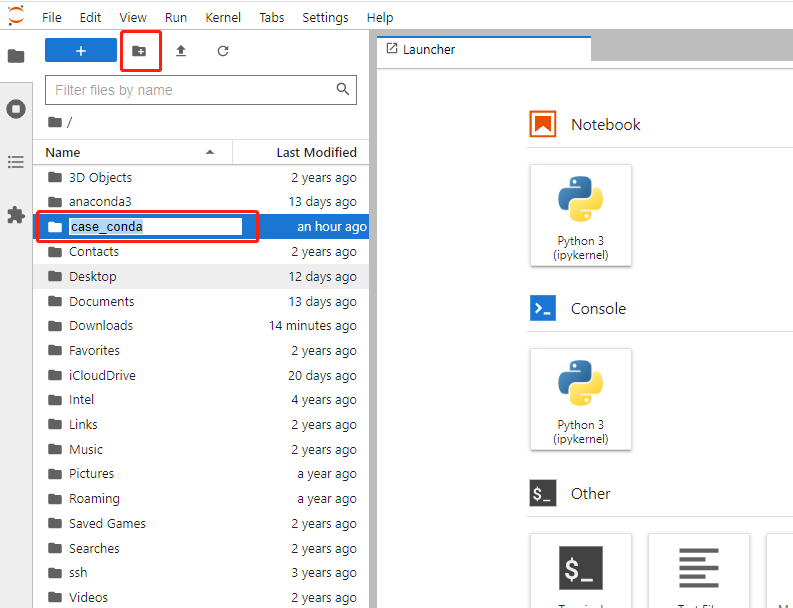 File Edit View Run Kernel Tabs Settings Help
Launcher
Filter files by name
/
Name Last Modified
3D Objects 2 years ago
anaconda3 13 days ago
case_conda an hour ago
Contacts 2 years ago
Desktop 12 days ago
Documents 13 days ago
Downloads 14 minutes ago
Favorites 2 years ago
iCloudDrive 20 days ago
Intel 4 years ago
Links 2 years ago
Music 2 years ago
Pictures a year ago
Roaming a year ago
Saved Games 2 years ago
Searches 2 years ago
ssh 3 years ago
Videos 2 years ago
Notebook
Python 3
(ipykernel)
Console
Python 3
(ipykernel)
$_ Other
$_